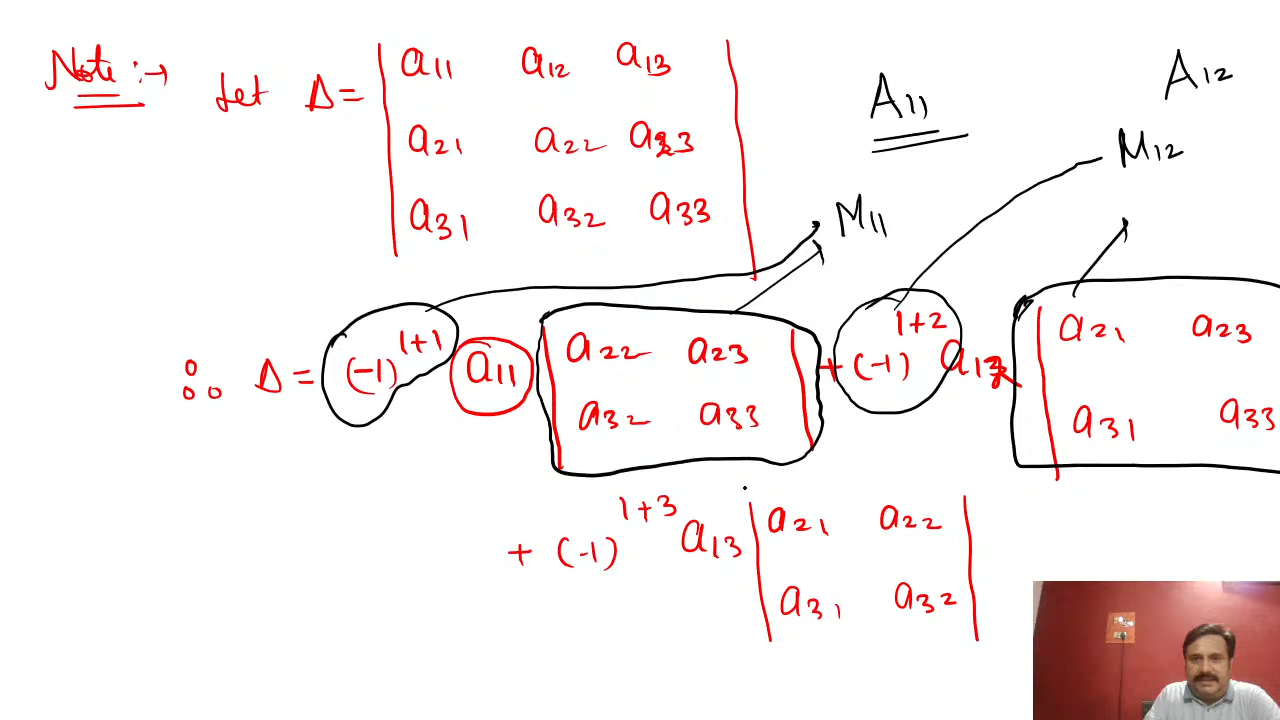 Note :→ Let Δ = | a11 a12 a13 |
| a21 a22 a23 |
| a31 a32 a33 |
A11
A12
M12
M11
∴ Δ = (-1)^1+1 a11 | a22 a23 | + (-1)^1+2 a12 | a21 a23
| a32 a33 | | a31 a33
+ (-1)^1+3 a13 | a21 a22 |
| a31 a32 |